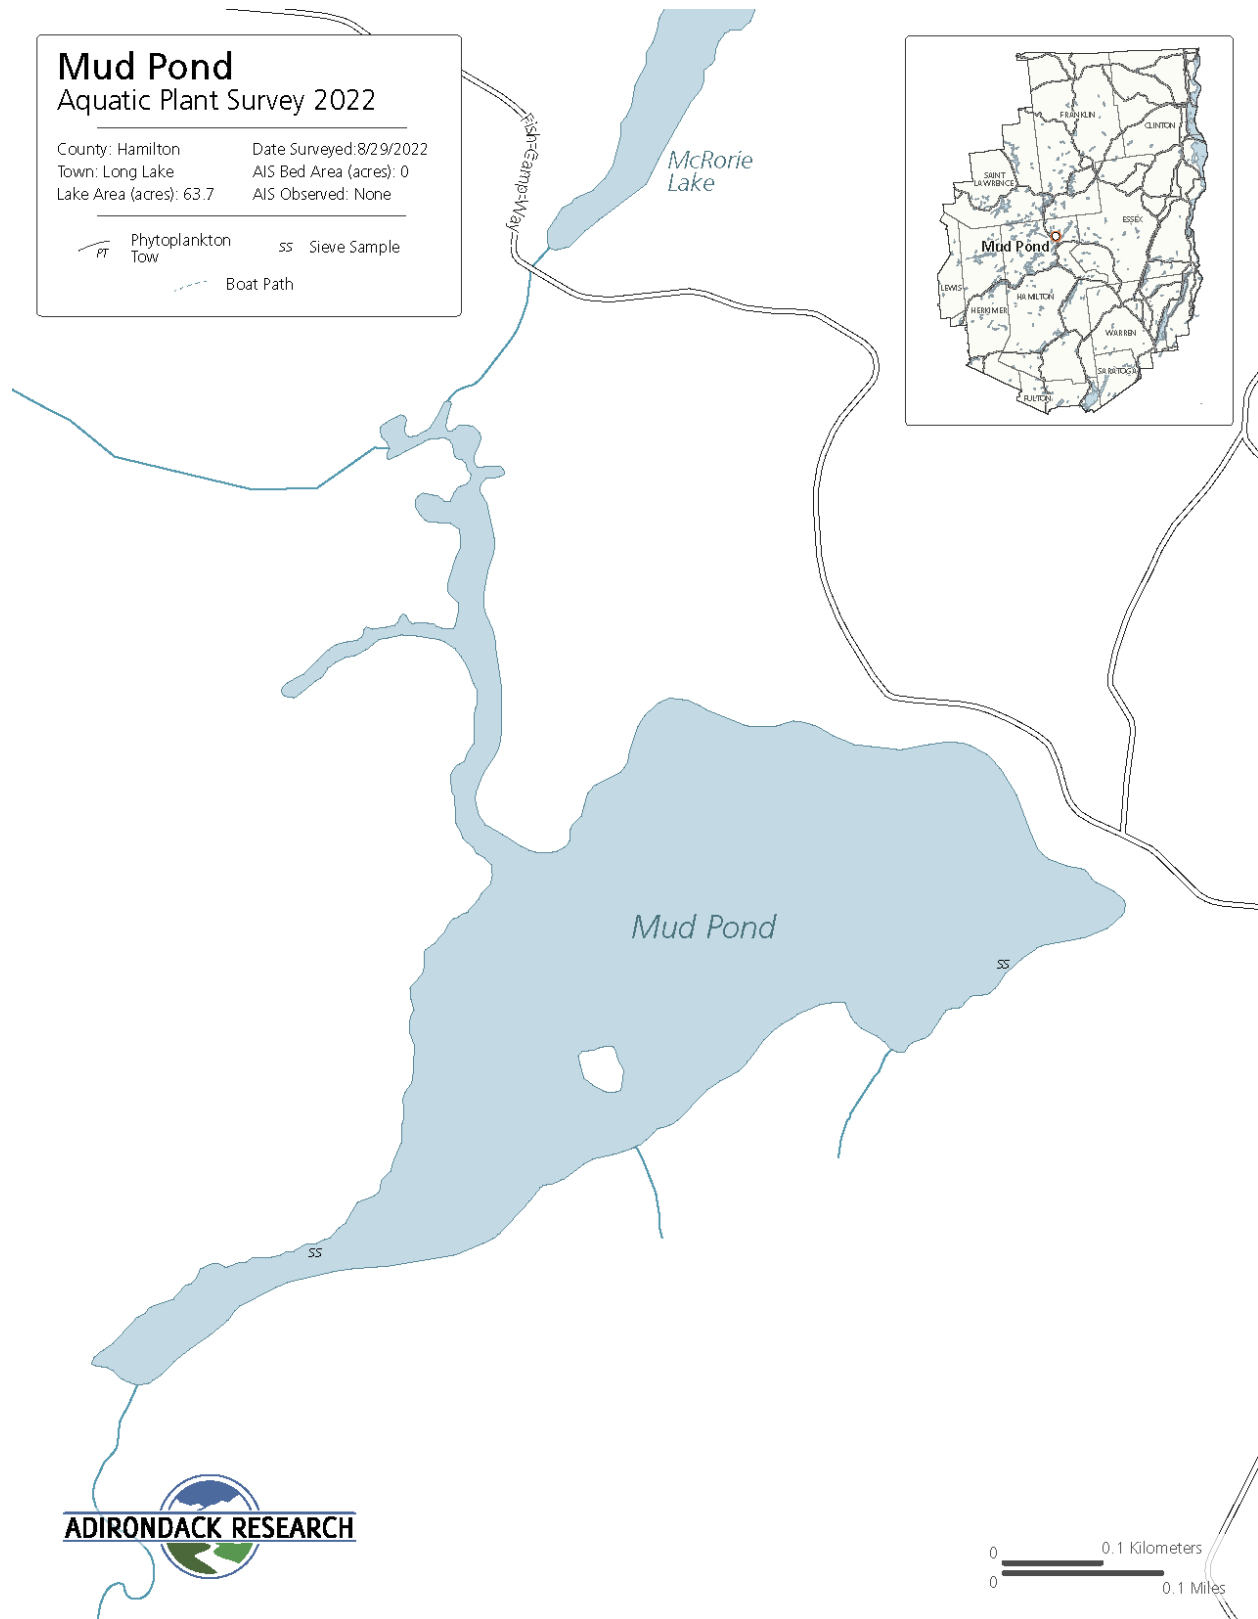 Mud Pond
Aquatic Plant Survey 2022
County: Hamilton
Date Surveyed:8/29/2022
Town: Long Lake
AIS Bed Area (acres): 0
Lake Area (acres): 63.7
AIS Observed: None
PT
Phytoplankton
Tow
SS
Sieve Sample
Boat Path
Fish-Camp-Way
McRorie
Lake
FRANKLIN
CLINTON
SAINT
LAWRENCE
ESSEX
Mud Pond
LEWIS
HAMILTON
HERKIMER
WARREN
SARATOGA
FULTON
Mud Pond
SS
SS
ADIRONDACK RESEARCH
0
0.1 Kilometers
0
0.1 Miles